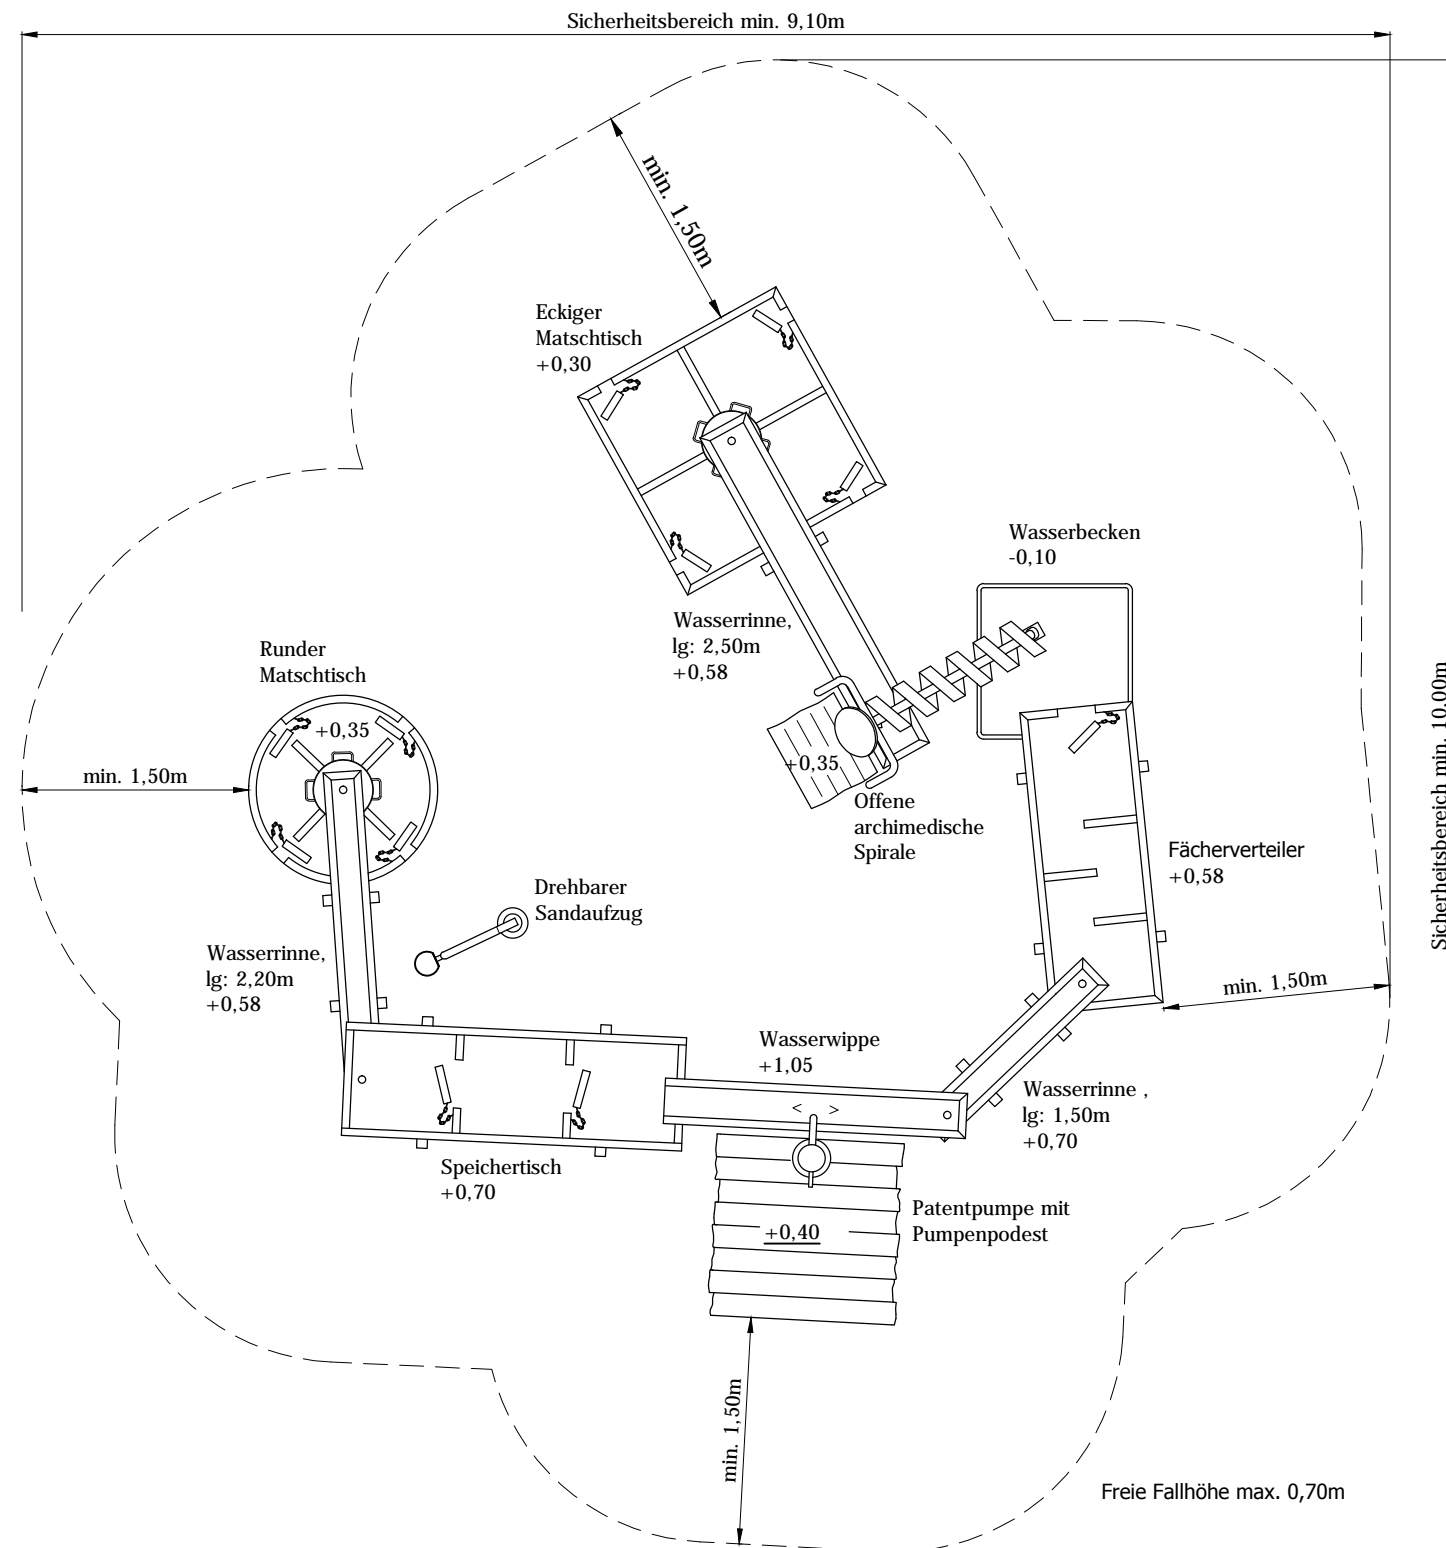 Sicherheitsbereich min. 9,10m
min. 1,50m
Eckiger
Matschtisch
+0,30
Wasserbecken
-0,10
Wasserrinne,
lg: 2,50m
+0,58
Runder
Matschtisch
+0,35
min. 1,50m
+0,35
Offene
archimedische
Spirale
Sicherheitsbereich min. 10,00m
Fächerverteiler
+0,58
Drehbarer
Sandaufzug
Wasserrinne,
lg: 2,20m
+0,58
min. 1,50m
Wasserwippe
+1,05
< >
Wasserrinne ,
lg: 1,50m
+0,70
Speichertisch
+0,70
Patentpumpe mit
Pumpenpodest
+0,40
min. 1,50m
Freie Fallhöhe max. 0,70m